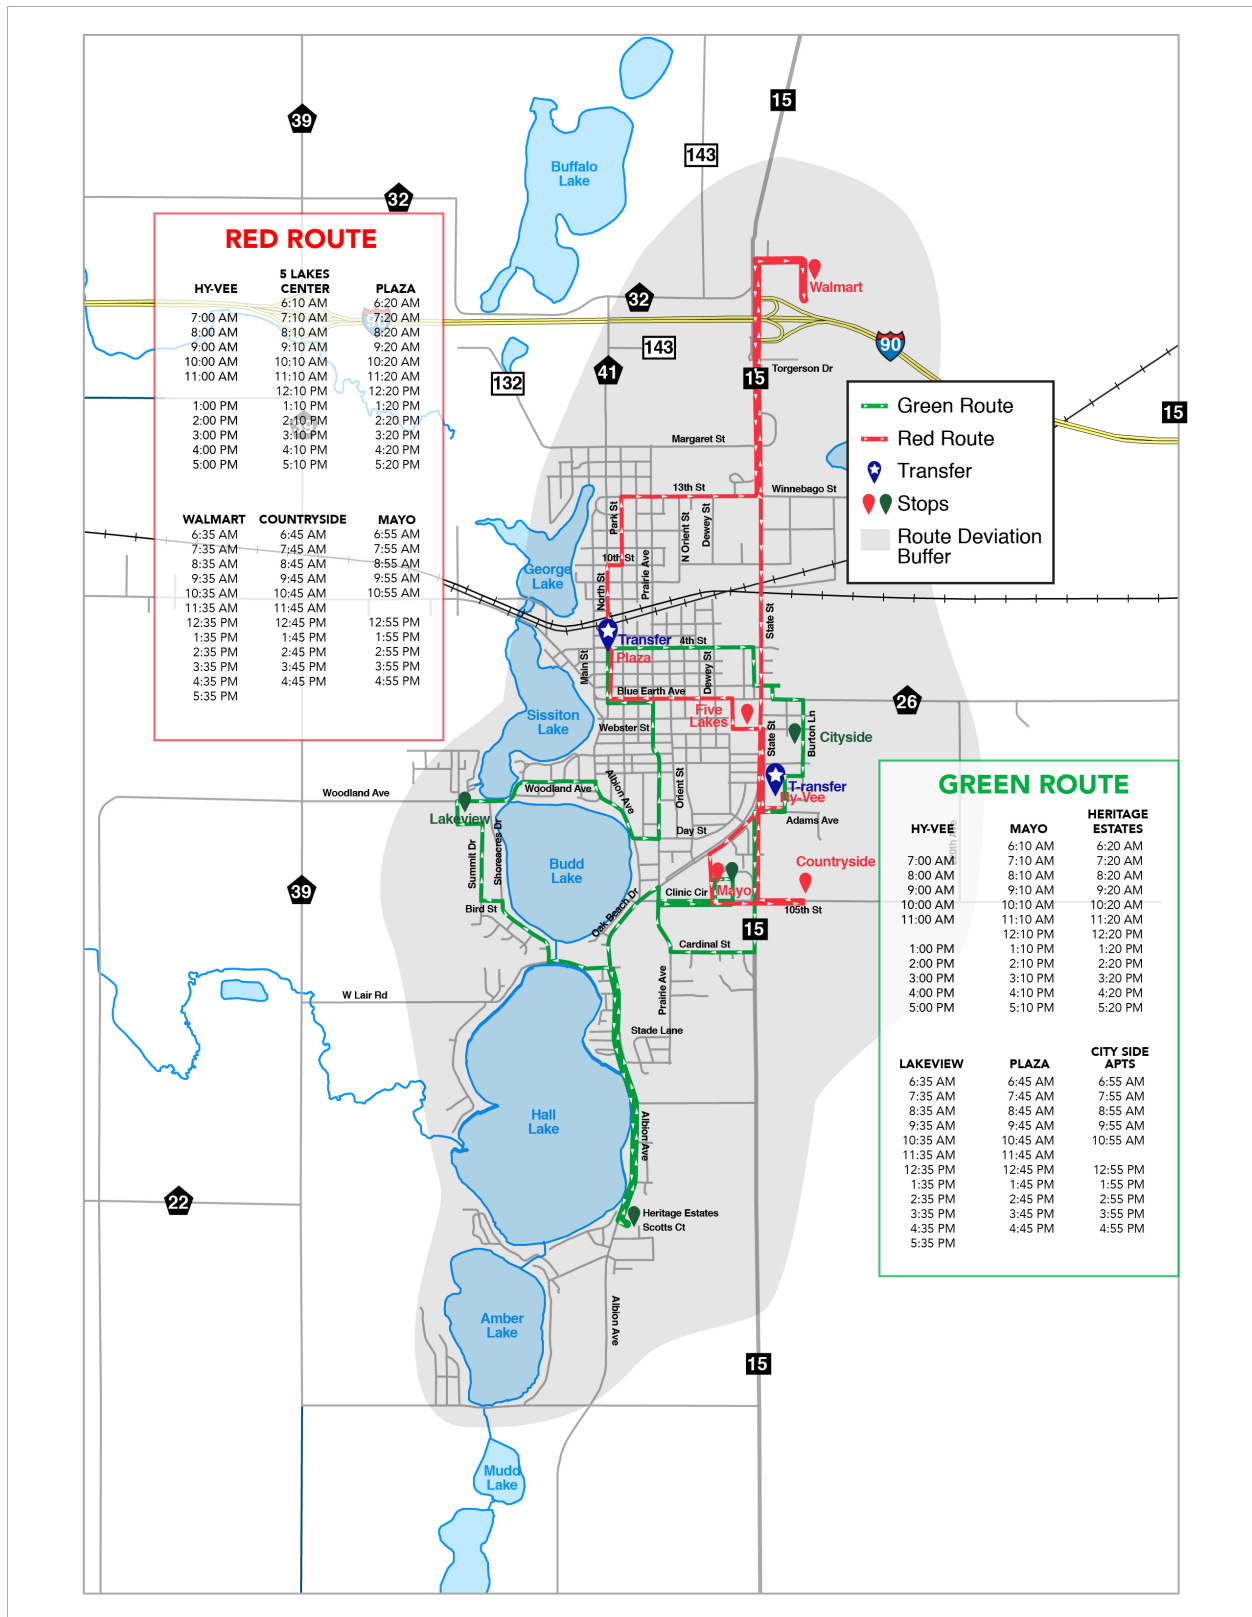 15
39
143
Buffalo
Lake
32
RED ROUTE
HY-VEE 5 LAKES CENTER PLAZA
6:10 AM 6:20 AM
7:00 AM 7:10 AM 7:20 AM
8:00 AM 8:10 AM 8:20 AM
9:00 AM 9:10 AM 9:20 AM
10:00 AM 10:10 AM 10:20 AM
11:00 AM 11:10 AM 11:20 AM
12:10 PM 12:20 PM
1:00 PM 1:10 PM 1:20 PM
2:00 PM 2:10 PM 2:20 PM
3:00 PM 3:10 PM 3:20 PM
4:00 PM 4:10 PM 4:20 PM
5:00 PM 5:10 PM 5:20 PM
WALMART COUNTRYSIDE MAYO
6:35 AM 6:45 AM 6:55 AM
7:35 AM 7:45 AM 7:55 AM
8:35 AM 8:45 AM 8:55 AM
9:35 AM 9:45 AM 9:55 AM
10:35 AM 10:45 AM 10:55 AM
11:35 AM 11:45 AM
12:35 PM 12:45 PM 12:55 PM
1:35 PM 1:45 PM 1:55 PM
2:35 PM 2:45 PM 2:55 PM
3:35 PM 3:45 PM 3:55 PM
4:35 PM 4:45 PM 4:55 PM
5:35 PM
Walmart
32
90
143
41
132
15
Torgerson Dr
15
Green Route
Red Route
Transfer
Stops
Route Deviation
Buffer
Margaret St
13th St
Winnebago St
Park St
N Orient St
Dewey St
10th St
Prairie Ave
North St
George
Lake
State St
Transfer
4th St
Plaza
Main St
Dewey St
Blue Earth Ave
26
Five
Lakes
Sissiton
Lake
Webster St
State St
Burton Ln
Cityside
T-ransfer
Hy-Vee
Woodland Ave
Woodland Ave
Albion Ave
Orient St
Lakeview
Day St
Adams Ave
Summit Dr
Shoreacres Dr
Budd
Lake
Countryside
Mayo
39
Clinic Cir
Bird St
Oak Beach Dr
105th St
15
Cardinal St
W Lair Rd
Prairie Ave
Stade Lane
Hall
Lake
Albion Ave
22
Heritage Estates
Scotts Ct
Albion Ave
Amber
Lake
15
Mudd
Lake
GREEN ROUTE
HY-VEE MAYO HERITAGE ESTATES
6:10 AM 6:20 AM
7:00 AM 7:10 AM 7:20 AM
8:00 AM 8:10 AM 8:20 AM
9:00 AM 9:10 AM 9:20 AM
10:00 AM 10:10 AM 10:20 AM
11:00 AM 11:10 AM 11:20 AM
12:10 PM 12:20 PM
1:00 PM 1:10 PM 1:20 PM
2:00 PM 2:10 PM 2:20 PM
3:00 PM 3:10 PM 3:20 PM
4:00 PM 4:10 PM 4:20 PM
5:00 PM 5:10 PM 5:20 PM
LAKEVIEW PLAZA CITY SIDE APTS
6:35 AM 6:45 AM 6:55 AM
7:35 AM 7:45 AM 7:55 AM
8:35 AM 8:45 AM 8:55 AM
9:35 AM 9:45 AM 9:55 AM
10:35 AM 10:45 AM 10:55 AM
11:35 AM 11:45 AM
12:35 PM 12:45 PM 12:55 PM
1:35 PM 1:45 PM 1:55 PM
2:35 PM 2:45 PM 2:55 PM
3:35 PM 3:45 PM 3:55 PM
4:35 PM 4:45 PM 4:55 PM
5:35 PM